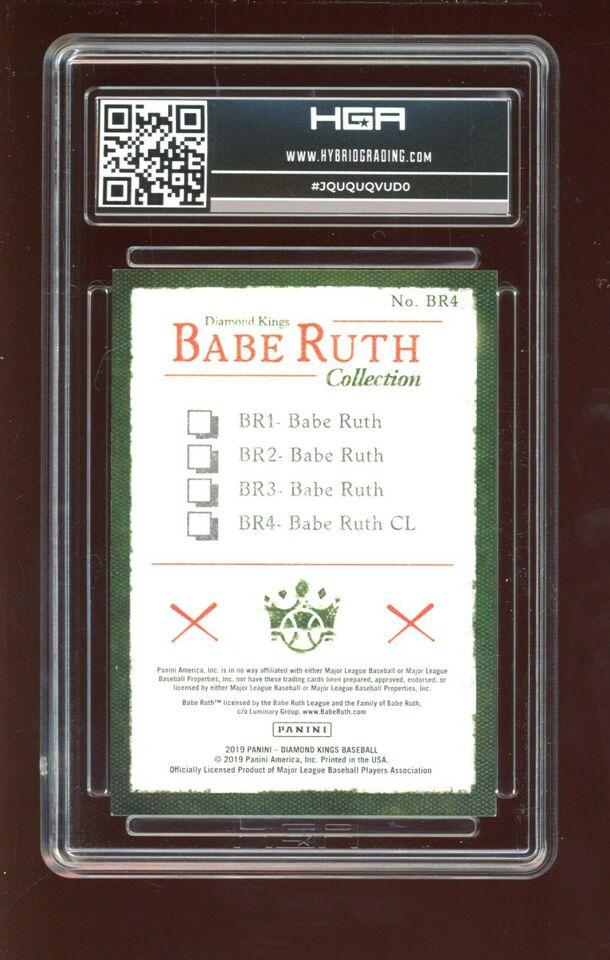 HGA
WWW.HYBRIDGRADING.COM
#JQUQUQVUD0
No. BR4
Diamond Kings
BABE RUTH
Collection
BR1- Babe Ruth
BR2- Babe Ruth
BR3- Babe Ruth
BR4- Babe Ruth CL
Panini America, Inc. is in no way affiliated with either Major League Baseball or Major League
Baseball Properties, Inc. nor have these trading cards been prepared, approved, endorsed, or
licensed by either Major League Baseball or Major League Baseball Properties, Inc.
Babe Ruth™ licensed by the Babe Ruth League and the Family of Babe Ruth,
c/o Luminary Group, www.BabeRuth.com
PANINI
2019 PANINI – DIAMOND KINGS BASEBALL
© 2019 Panini America, Inc. Printed in the USA.
Officially Licensed Product of Major League Baseball Players Association
HGA